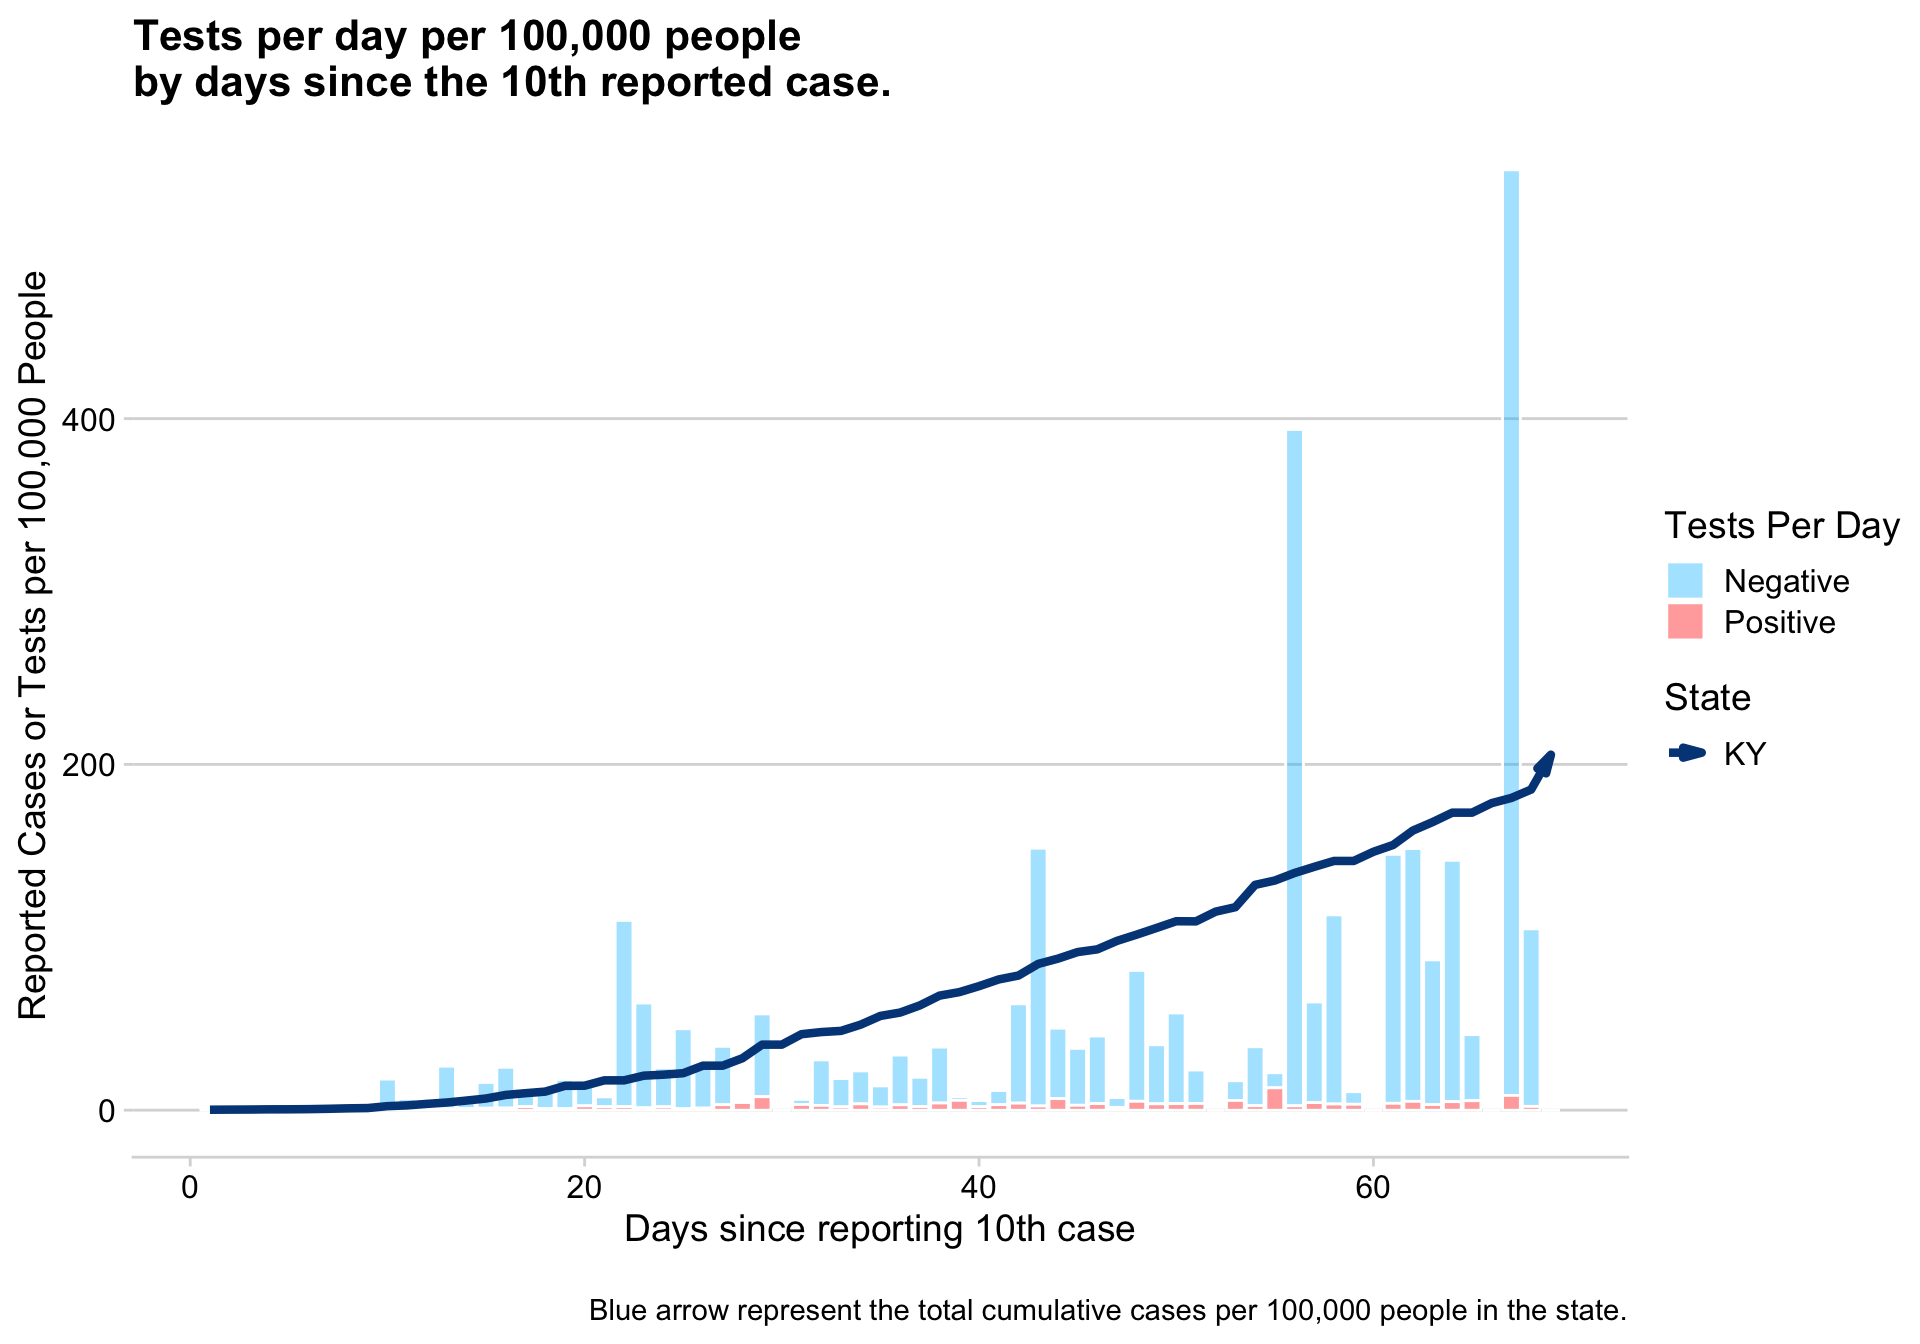 Tests per day per 100,000 people
by days since the 10th reported case.
Reported Cases or Tests per 100,000 People
400
200
0
0
20
40
60
Days since reporting 10th case
Tests Per Day
Negative
Positive
State
KY
Blue arrow represent the total cumulative cases per 100,000 people in the state.